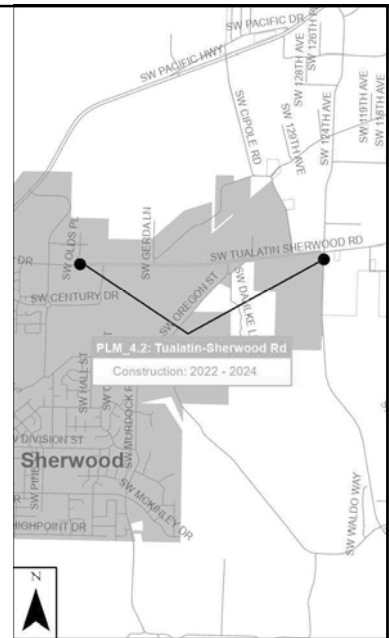 SW PACIFIC DR
SW PACIFIC HWY
SW 128TH AVE
SW 126TH AVE
SW CIPOLE RD
SW 129TH AVE
SW 124TH AVE
SW 119TH AVE
SW 118TH AVE
SW OLDS PL
SW GERDA LN
SW TUALATIN SHERWOOD RD
DR
SW CENTURY DR
SW OREGON ST
SW DAHLKE L
PLM_4.2: Tualatin-Sherwood Rd
Construction: 2022 - 2024
SW HALL ST
SW MURDOCK R
W DIVISION ST
Sherwood
SW PINE
SW MCKINLEY DR
HIGHPOINT DR
SW WALDO WAY
N